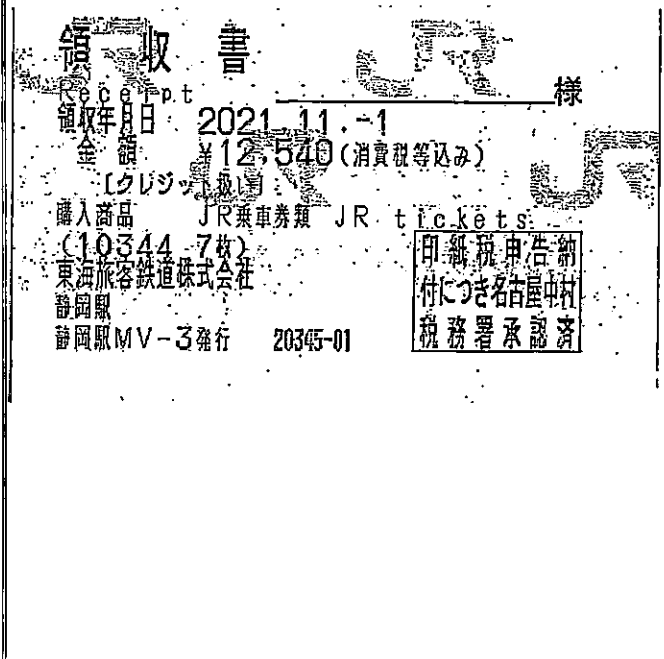 領収書
Receipt
様
領収年月日 2021.11.-1
金額 ¥12,540(消費税等込み)
[クレジット扱い]
購入商品 JR乗車券類 JR tickets
(10344 7枚)
東海旅客鉄道株式会社
静岡駅
静岡駅MV-3発行 20345-01
印紙税申告納
付につき名古屋中村
税務署承認済
JR
JR
JR
JR